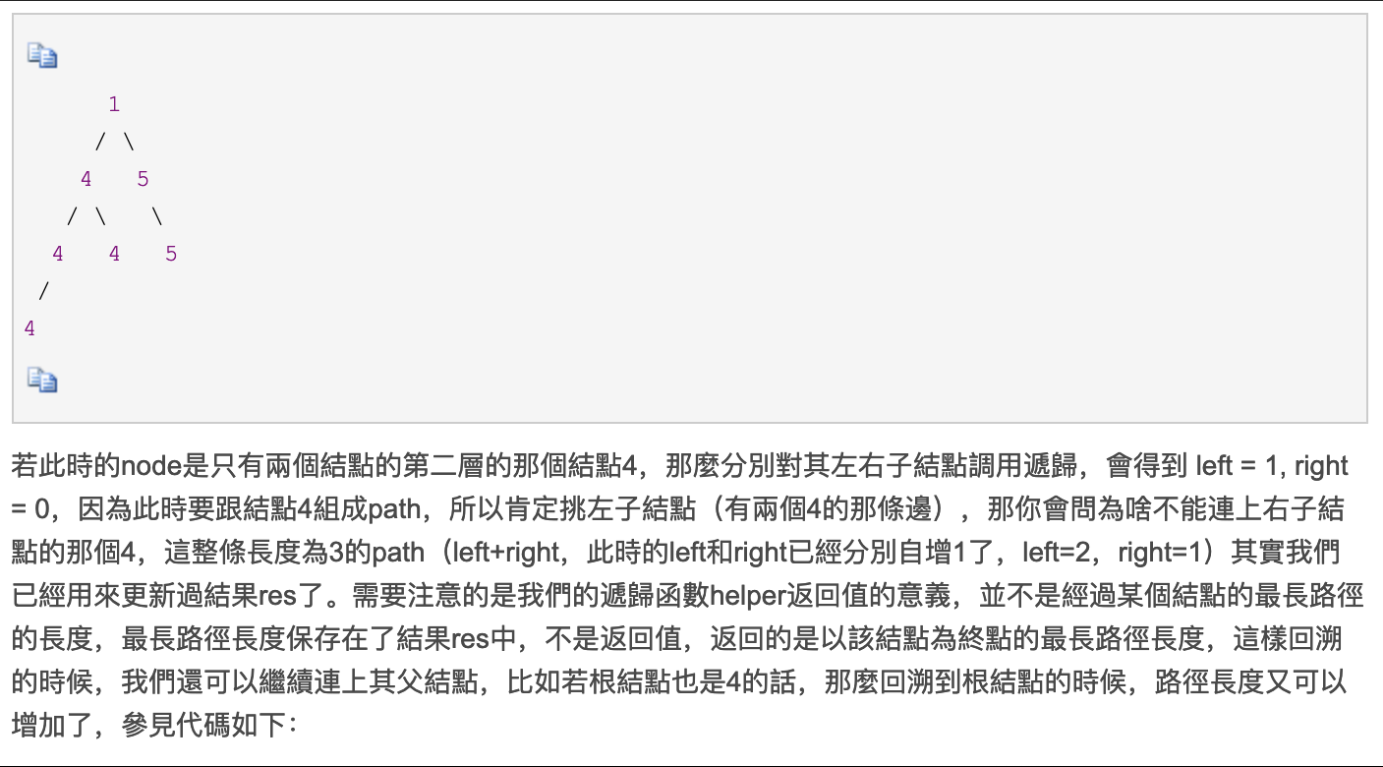 1
/ \
4 5
/ \ \
4 4 5
/
4
若此時的node是只有兩個結點的第二層的那個結點4，那麼分別對其左右子結點調用遞歸，會得到 left = 1, right
= 0，因為此時要跟結點4組成path，所以肯定挑左子結點（有兩個4的那條邊），那你會問為啥不能連上右子結
點的那個4，這整條長度為3的path（left+right，此時的left和right已經分別自增1了，left=2，right=1）其實我們
已經用來更新過結果res了。需要注意的是我們的遞歸函數helper返回值的意義，並不是經過某個結點的最長路徑
的長度，最長路徑長度保存在了結果res中，不是返回值，返回的是以該結點為終點的最長路徑長度，這樣回溯
的時候，我們還可以繼續連上其父結點，比如若根結點也是4的話，那麼回溯到根結點的時候，路徑長度又可以
增加了，參見代碼如下：